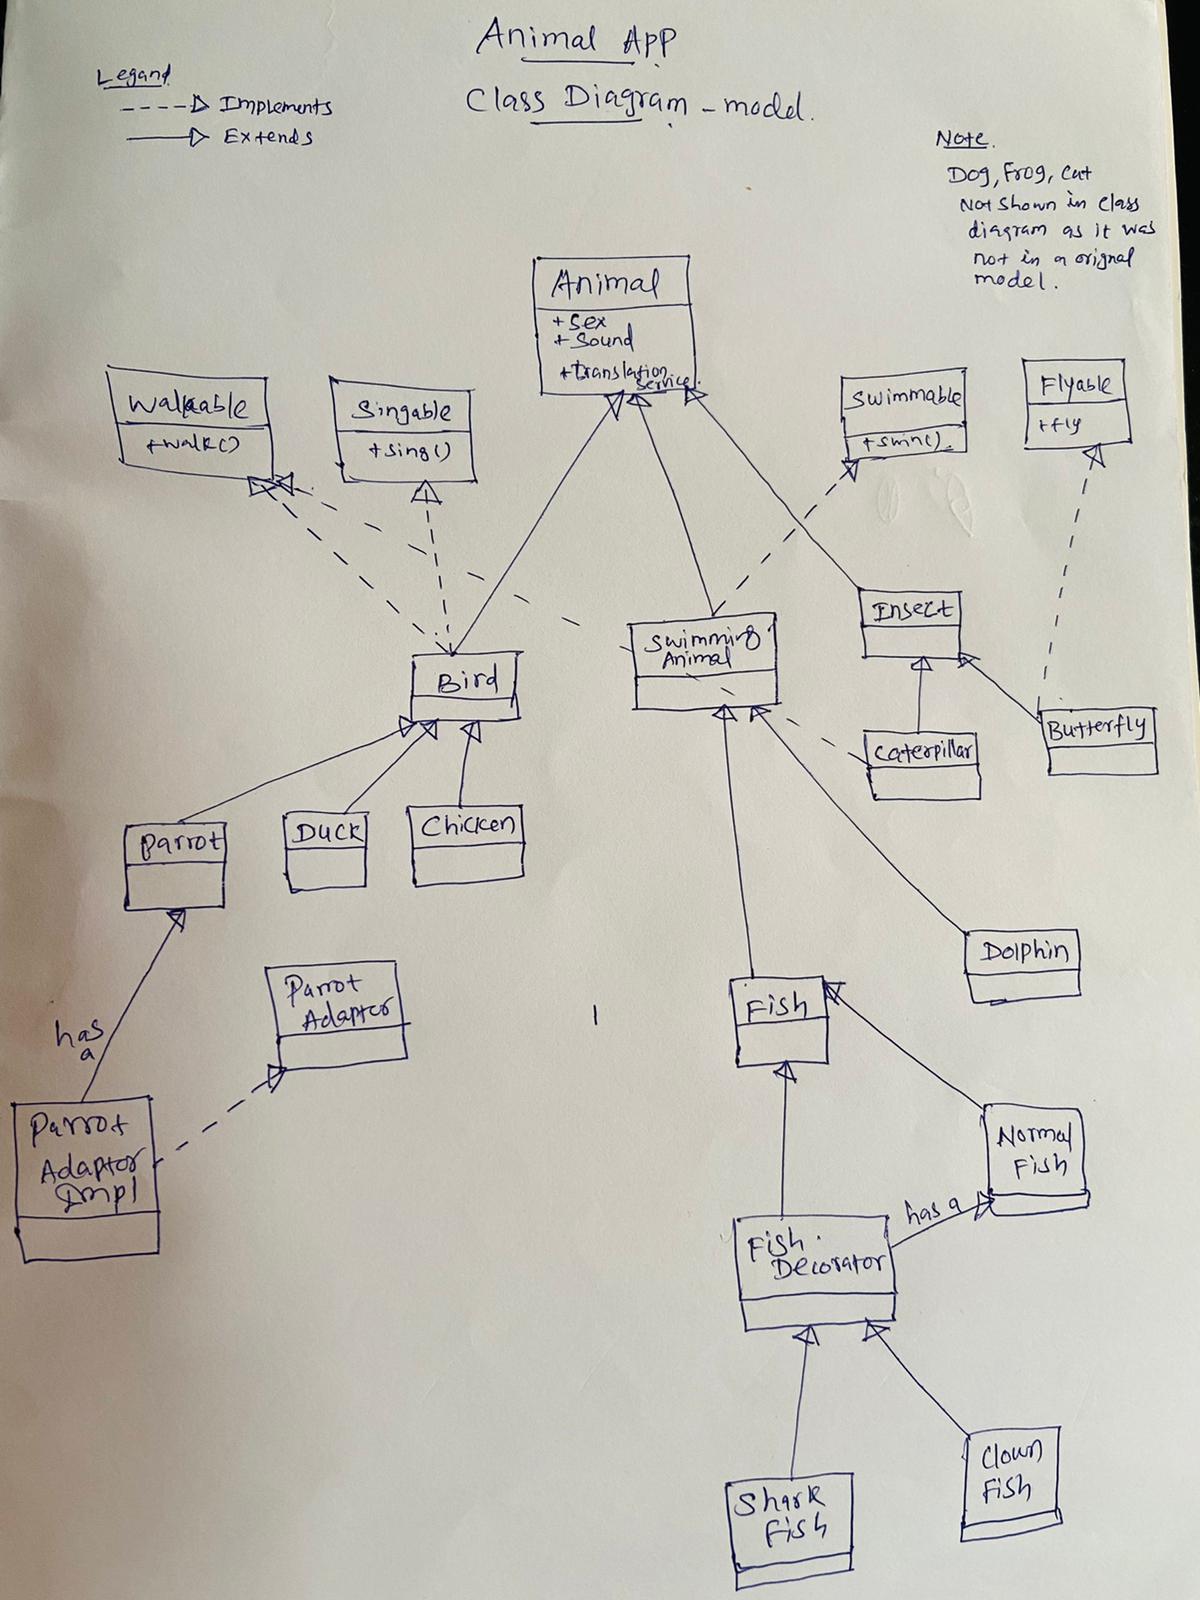 Animal APP
Class Diagram - model.
Legand
Implements
Extends
Note.
Dog, Frog, Cat
Not shown in class
diagram as it was
not in a orignal
model.
Animal
+ Sex
+ Sound
+ translation
service.
Walkable
+walk()
Singable
+sing()
Swimmable
+swim()
Flyable
+fly
Bird
Swimming
Animal
Insect
Caterpillar
Butterfly
Parrot
Duck
Chicken
Dolphin
Parrot
Adapter
Fish
has
a
Parrot
Adaptor
Impl
Normal
Fish
has a
Fish
Decorator
Shark
Fish
Clown
Fish